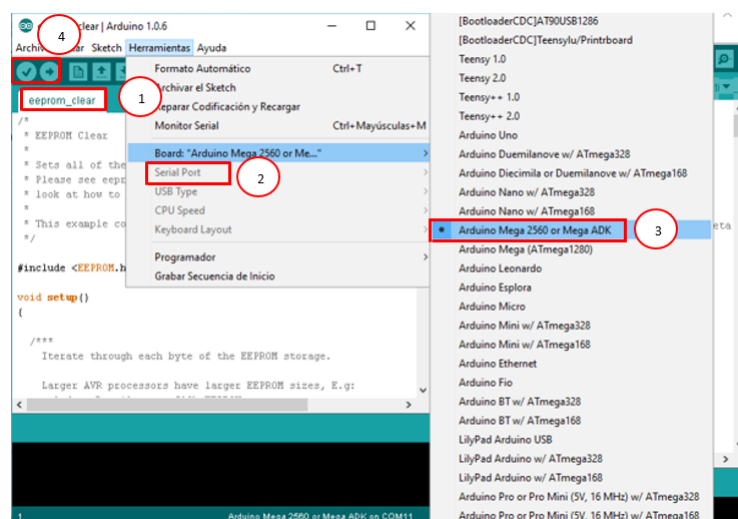 clear | Arduino 1.0.6
4
Sketch Herramientas Ayuda
eeprom_clear
1
/*
* EEPROM Clear
*
* Sets all of the
* Please see eepr
* look at how to
*
* This example co
*/
#include <EEPROM.h
void setup()
{
/***
Iterate through each byte of the EEPROM storage.
Larger AVR processors have larger EEPROM sizes, E.g:
1
Arduino Mega 2560 or Mega ADK on COM11
Formato Automático Ctrl+T
Archivar el Sketch
Reparar Codificación y Recargar
Monitor Serial Ctrl+Mayúsculas+M
Board: "Arduino Mega 2560 or Me..."
Serial Port
2
USB Type
CPU Speed
Keyboard Layout
Programador
Grabar Secuencia de Inicio
[BootloaderCDC]AT90USB1286
[BootloaderCDC]Teensylu/Printrboard
Teensy 1.0
Teensy 2.0
Teensy++ 1.0
Teensy++ 2.0
Arduino Uno
Arduino Duemilanove w/ ATmega328
Arduino Diecimila or Duemilanove w/ ATmega168
Arduino Nano w/ ATmega328
Arduino Nano w/ ATmega168
Arduino Mega 2560 or Mega ADK
3
Arduino Mega (ATmega1280)
Arduino Leonardo
Arduino Esplora
Arduino Micro
Arduino Mini w/ ATmega328
Arduino Mini w/ ATmega168
Arduino Ethernet
Arduino Fio
Arduino BT w/ ATmega328
Arduino BT w/ ATmega168
LilyPad Arduino USB
LilyPad Arduino w/ ATmega328
LilyPad Arduino w/ ATmega168
Arduino Pro or Pro Mini (5V, 16 MHz) w/ ATmega328
Arduino Pro or Pro Mini (5V, 16 MHz) w/ ATmega168
eta